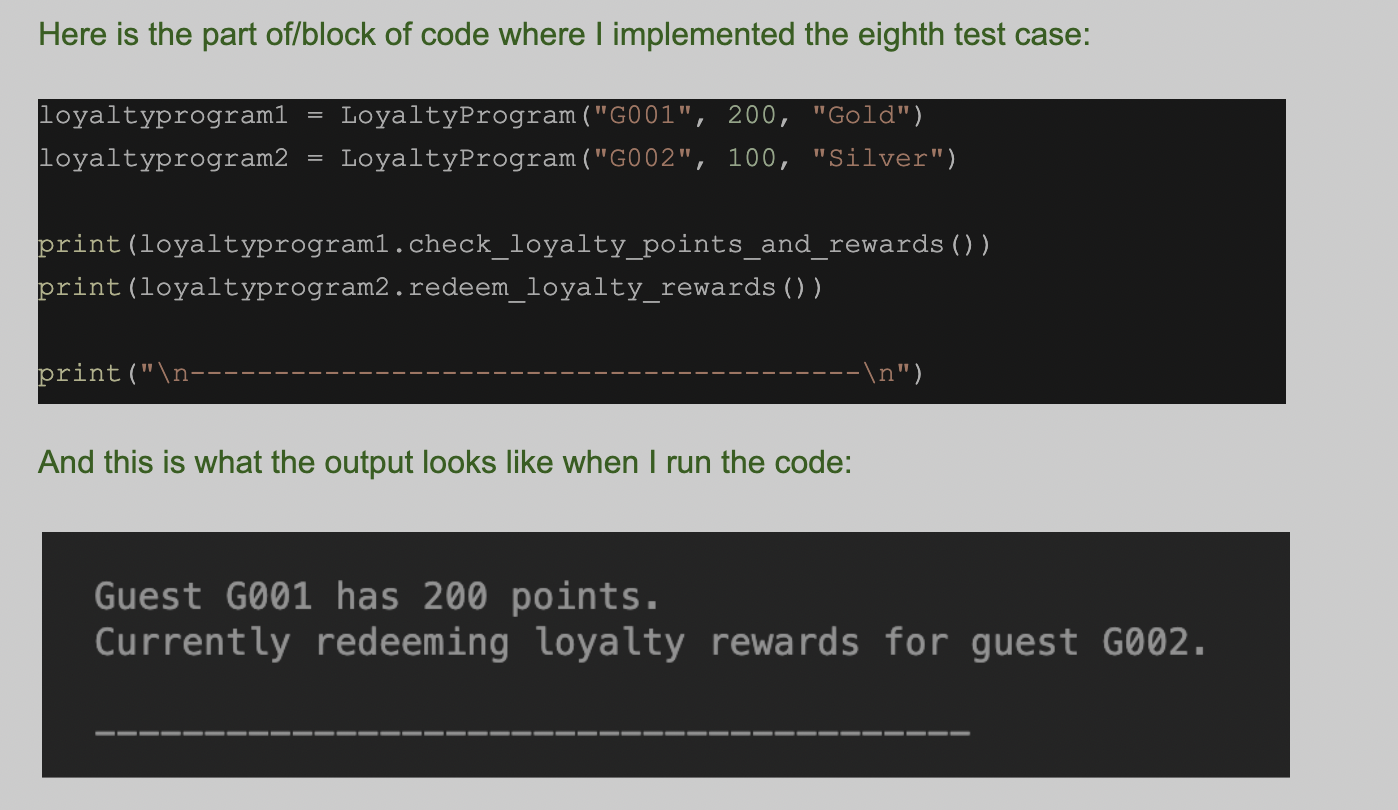 Here is the part of/block of code where I implemented the eighth test case:
loyaltyprogram1 = LoyaltyProgram("G001", 200, "Gold")
loyaltyprogram2 = LoyaltyProgram("G002", 100, "Silver")
print(loyaltyprogram1.check_loyalty_points_and_rewards())
print(loyaltyprogram2.redeem_loyalty_rewards())
print("\n----------------------------------------\n")
And this is what the output looks like when I run the code:
Guest G001 has 200 points.
Currently redeeming loyalty rewards for guest G002.
----------------------------------------